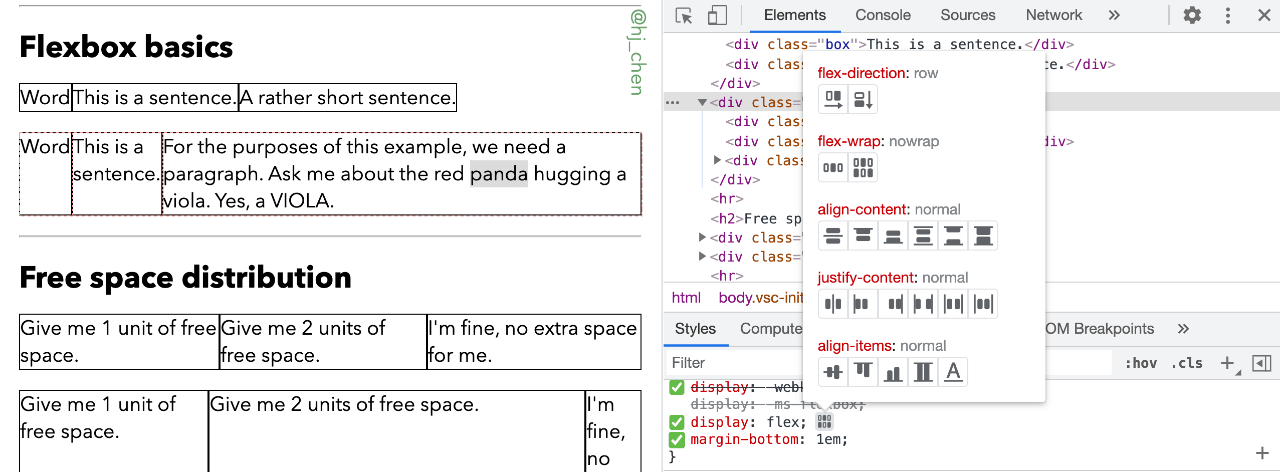 @hj_chen
Flexbox basics
Word This is a sentence. A rather short sentence.
Word This is a sentence. For the purposes of this example, we need a
paragraph. Ask me about the red panda hugging a
viola. Yes, a VIOLA.
Free space distribution
Give me 1 unit of free
space.
Give me 2 units of
free space.
I'm fine, no extra space
for me.
Give me 1 unit of
free space.
Give me 2 units of free space.
I'm
fine,
no
Elements Console Sources Network »
<div class="box">This is a sentence.</div>
<div class= ce.</div>
</div>
··· ▼<div class=
<div class=
<div class= div>
▶<div class=
</div>
<hr>
<h2>Free sp
▶<div class=
▶<div class=
<hr>
html body.vsc-init
Styles Compute OM Breakpoints »
Filter :hov .cls +
display: -webk
display: -ms-flexbox;
display: flex;
margin-bottom: 1em;
}
+
flex-direction: row
flex-wrap: nowrap
align-content: normal
justify-content: normal
align-items: normal
A